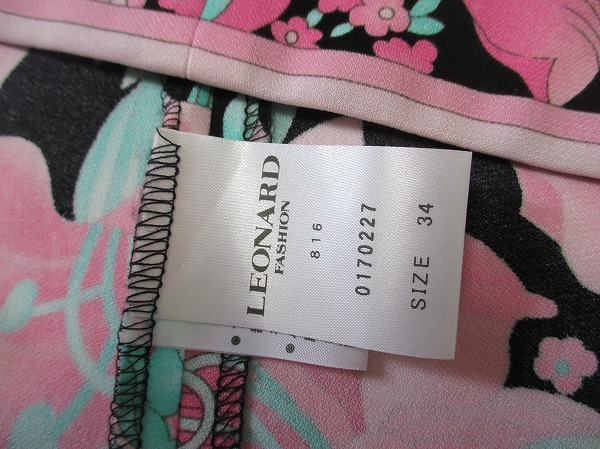 LEONARD
FASHION
816
0170227
SIZE 34